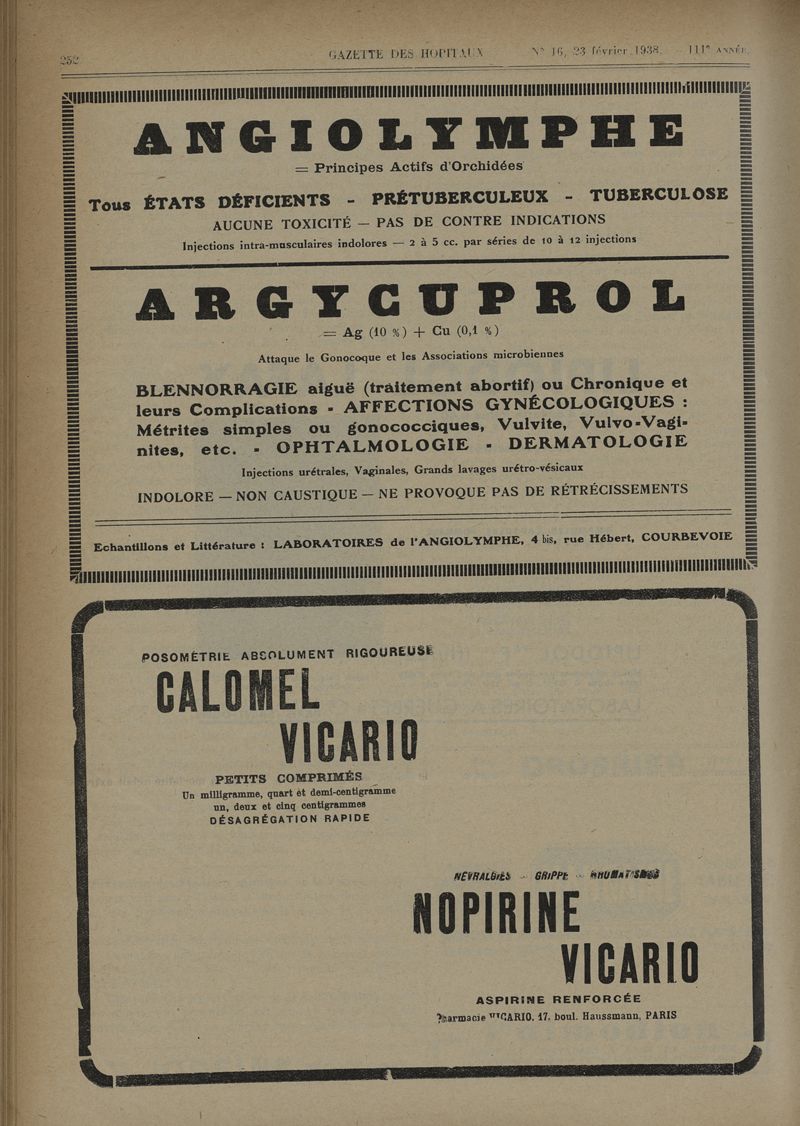 252
GAZETTE DES HOPITAUX
N° 16, 23 février 1938. - 111e ANNÉE.
ANGIOLYMPHE
= Principes Actifs d'Orchidées
Tous ÉTATS DÉFICIENTS - PRÉTUBERCULEUX - TUBERCULOSE
AUCUNE TOXICITÉ — PAS DE CONTRE INDICATIONS
Injections intra-musculaires indolores — 2 à 5 cc. par séries de 10 à 12 injections
ARGYCUPROL
= Ag (10 %) + Cu (0,1 %)
Attaque le Gonocoque et les Associations microbiennes
BLENNORRAGIE aiguë (traitement abortif) ou Chronique et
leurs Complications - AFFECTIONS GYNÉCOLOGIQUES :
Métrites simples ou gonococciques, Vulvite, Vulvo-Vagi-
nites, etc. - OPHTALMOLOGIE - DERMATOLOGIE
Injections urétrales, Vaginales, Grands lavages urétro-vésicaux
INDOLORE — NON CAUSTIQUE — NE PROVOQUE PAS DE RÉTRÉCISSEMENTS
Echantillons et Littérature : LABORATOIRES de l'ANGIOLYMPHE, 4 bis, rue Hébert, COURBEVOIE
POSOMÉTRIE ABSOLUMENT RIGOUREUSE
CALOMEL
VICARIO
PETITS COMPRIMÉS
Un milligramme, quart et demi-centigramme
un, deux et cinq centigrammes
DÉSAGRÉGATION RAPIDE
NÉVRALGIES - GRIPPE - RHUMATISMES
NOPIRINE
VICARIO
ASPIRINE RENFORCÉE
Pharmacie VICARIO, 17, boul. Haussmann, PARIS